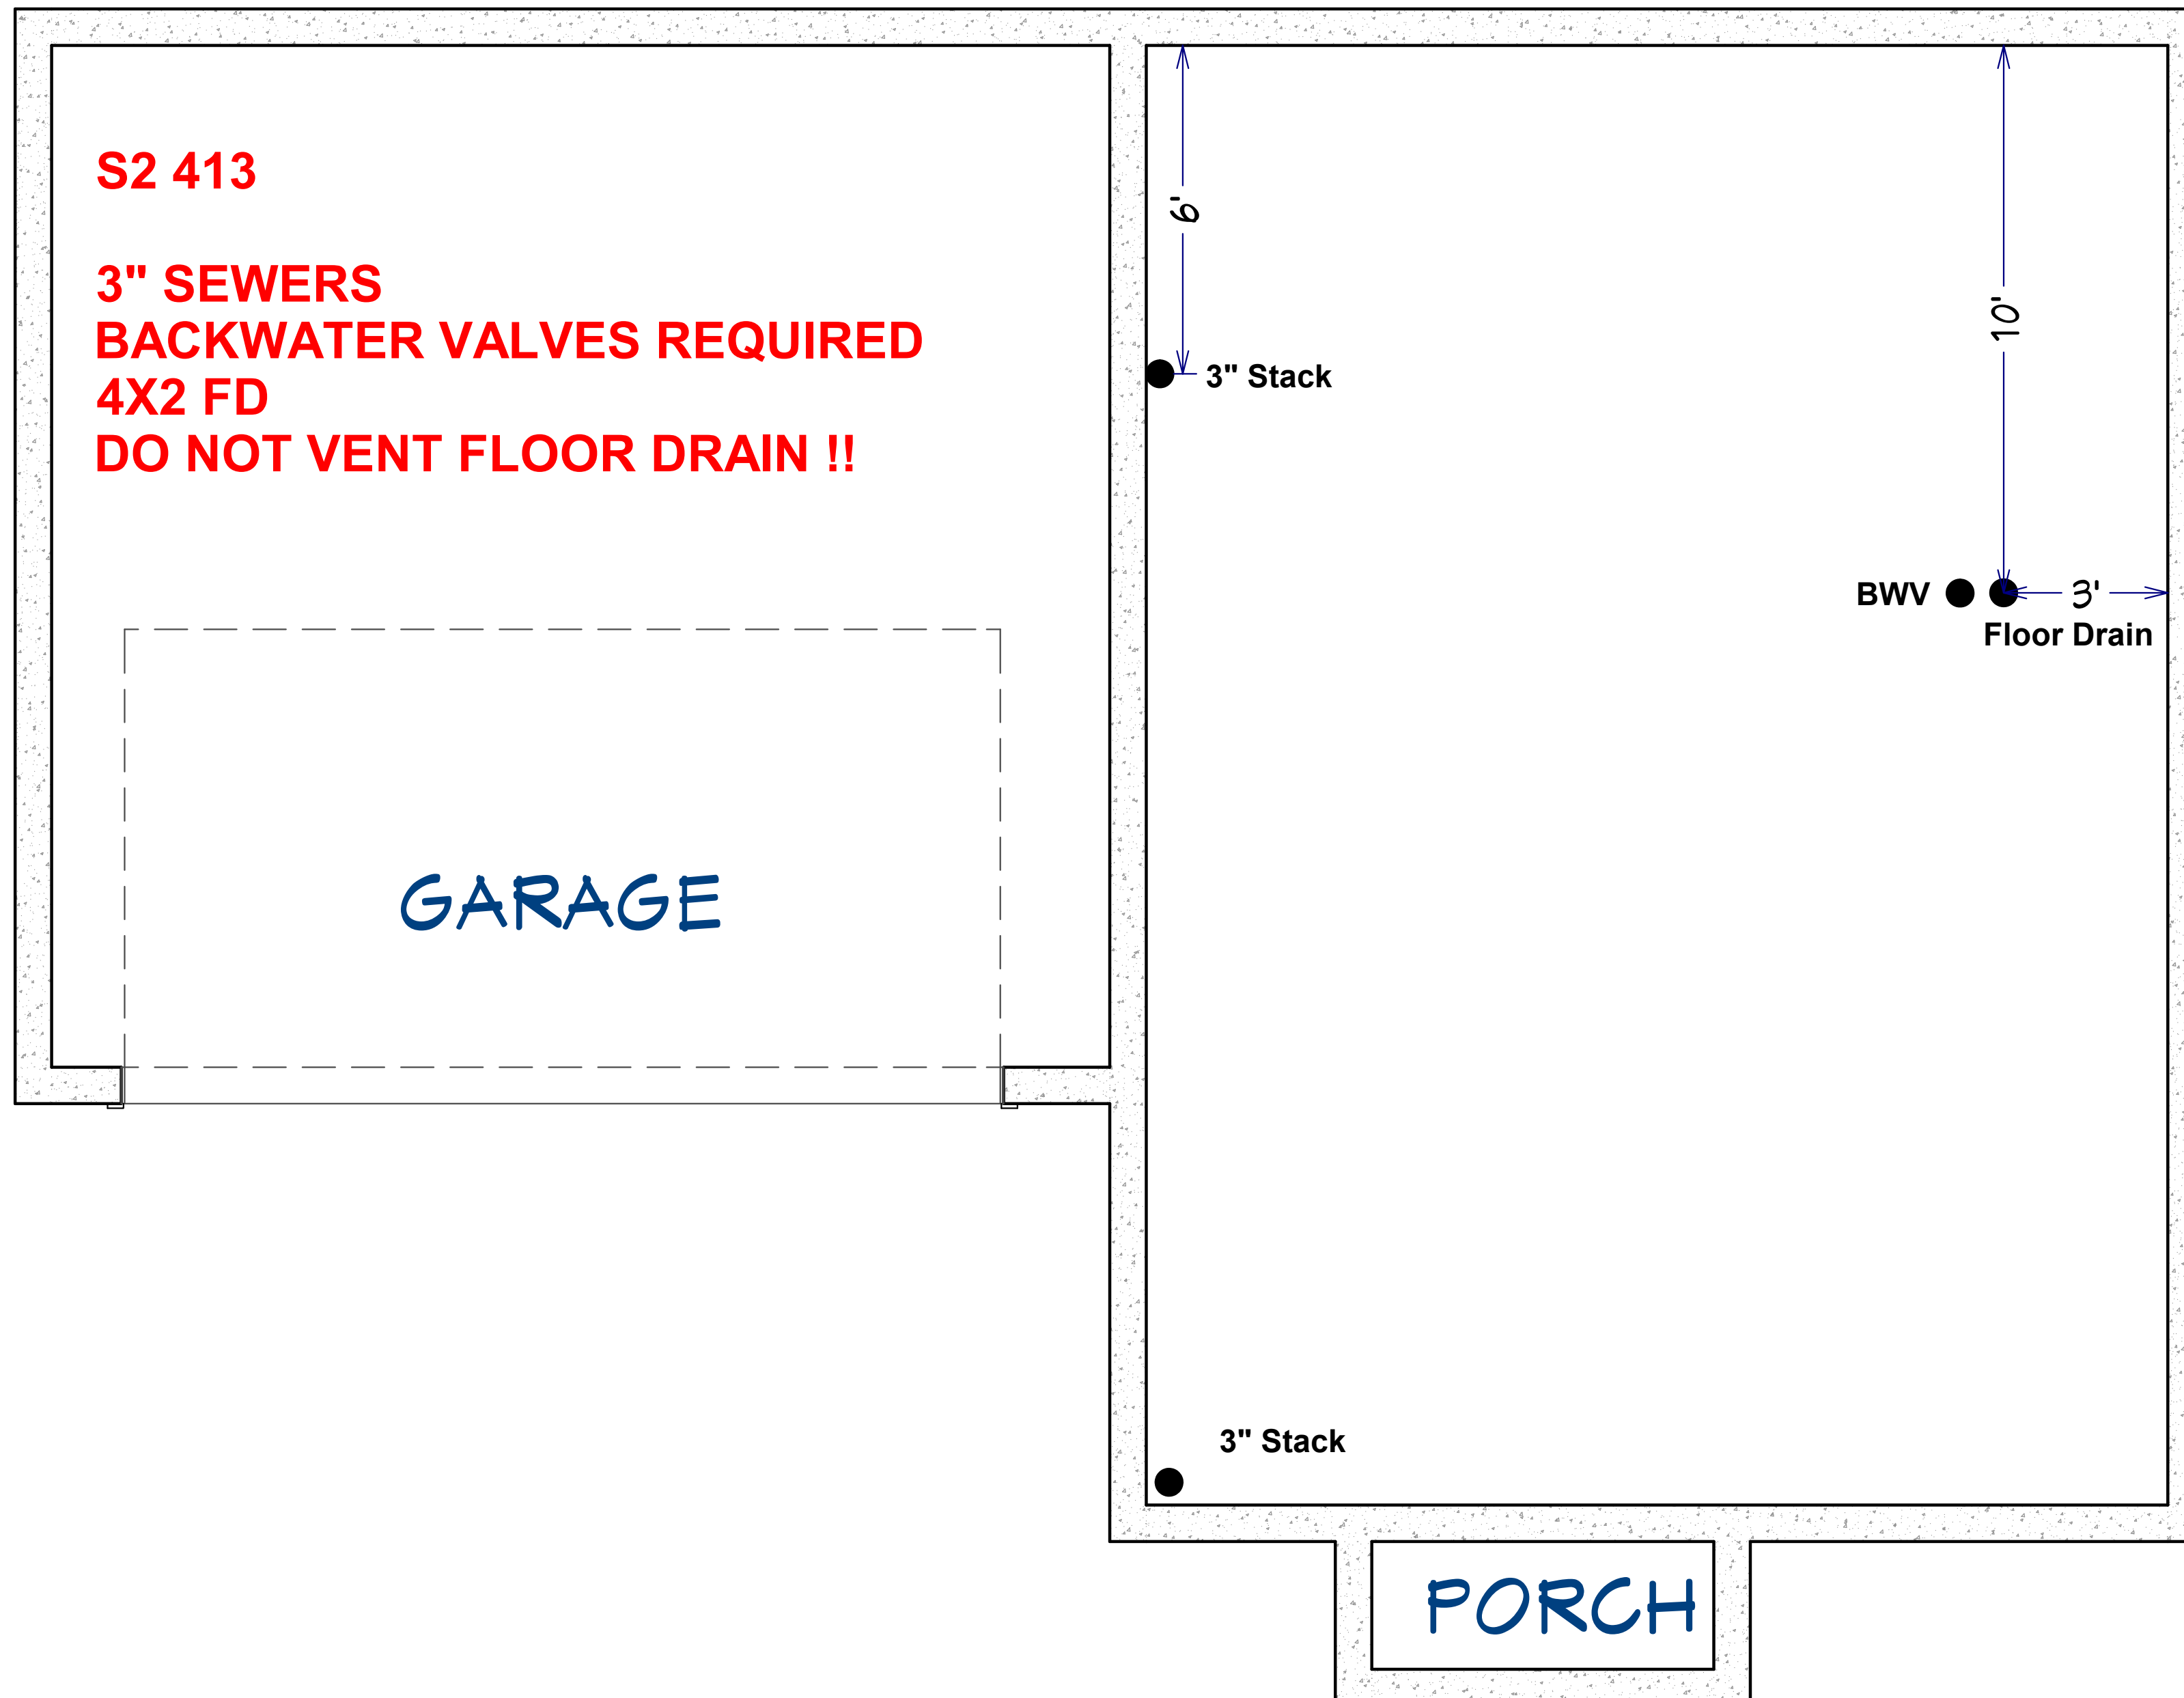 S2 413
3" SEWERS
BACKWATER VALVES REQUIRED
4X2 FD
DO NOT VENT FLOOR DRAIN !!
6'
3" Stack
10'
BWV
3'
Floor Drain
GARAGE
3" Stack
PORCH